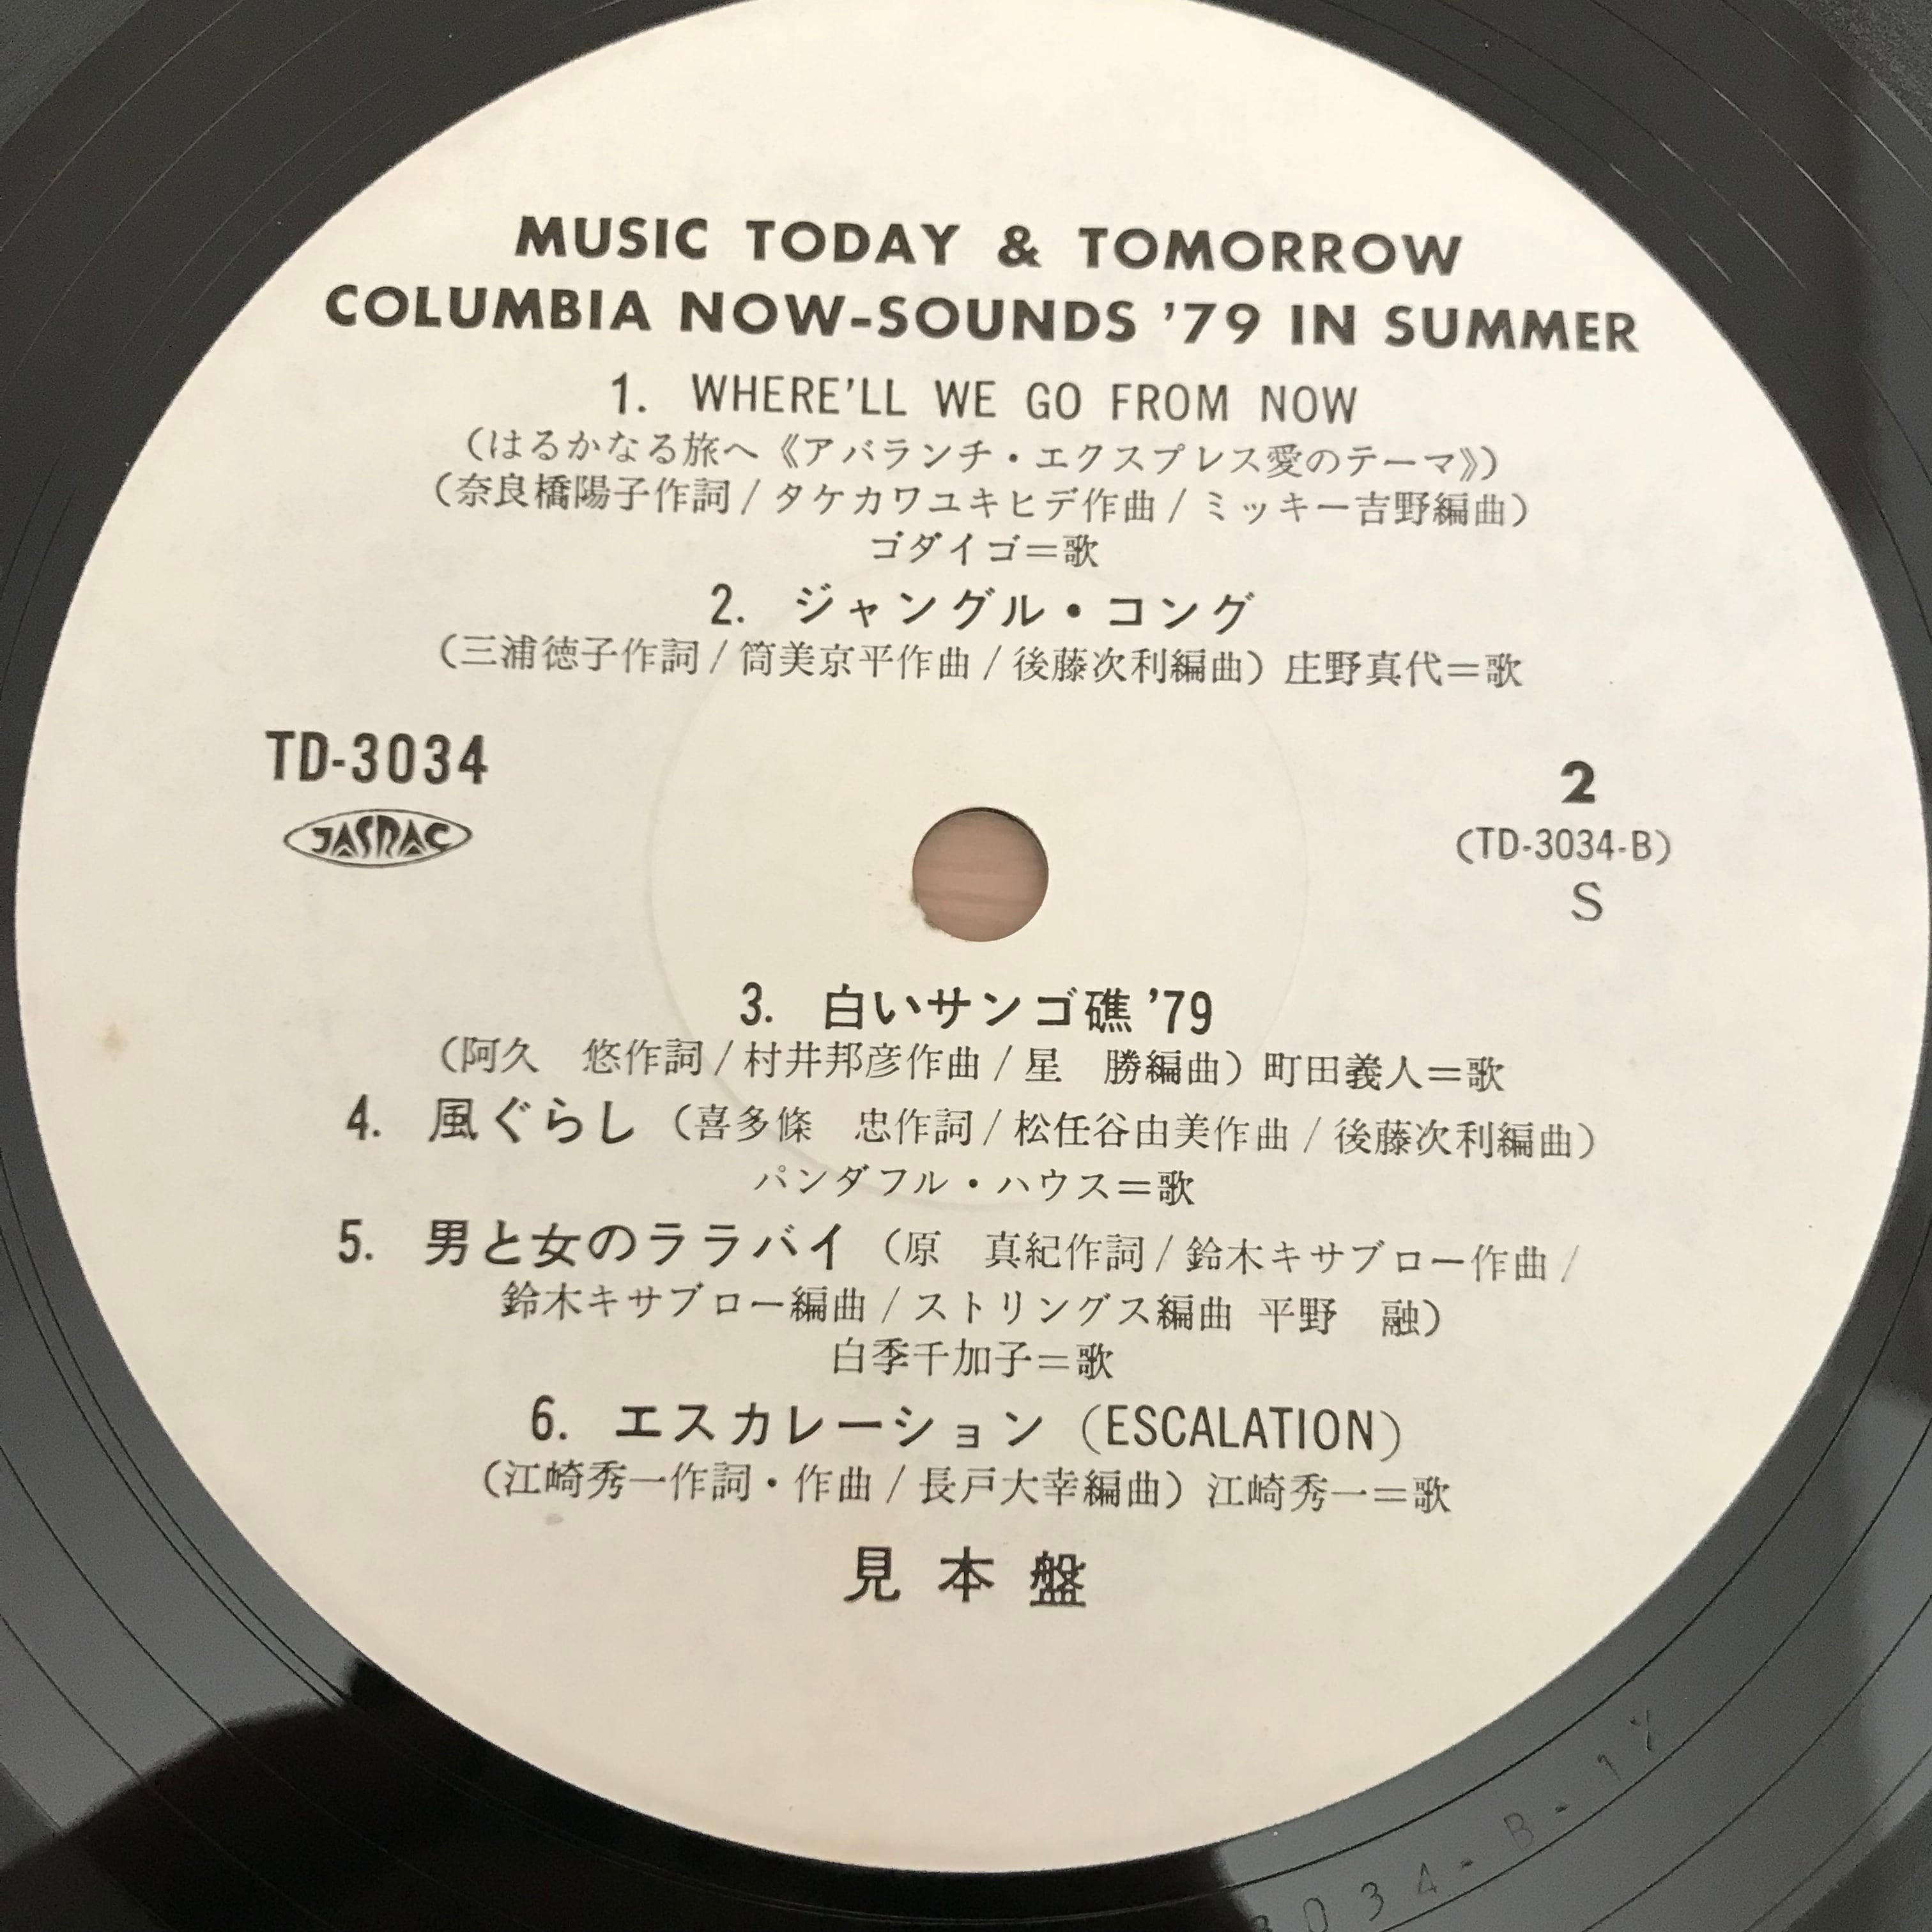 MUSIC TODAY & TOMORROW
COLUMBIA NOW-SOUNDS '79 IN SUMMER
1. WHERE'LL WE GO FROM NOW
(はるかなる旅へ《アバランチ・エクスプレス愛のテーマ》)
(奈良橋陽子作詞/タケカワユキヒデ作曲/ミッキー吉野編曲)
ゴダイゴ=歌
2. ジャングル・コング
(三浦徳子作詞/筒美京平作曲/後藤次利編曲)庄野真代=歌
TD-3034
JASRAC
2
(TD-3034-B)
S
3. 白いサンゴ礁 '79
(阿久 悠作詞/村井邦彦作曲/星 勝編曲)町田義人=歌
4. 風ぐらし(喜多條 忠作詞/松任谷由美作曲/後藤次利編曲)
パンダフル・ハウス=歌
5. 男と女のララバイ(原 真紀作詞/鈴木キサブロー作曲/
鈴木キサブロー編曲/ストリングス編曲 平野 融)
白季千加子=歌
6. エスカレーション(ESCALATION)
(江崎秀一作詞・作曲/長戸大幸編曲)江崎秀一=歌
見本盤
3034-B-1